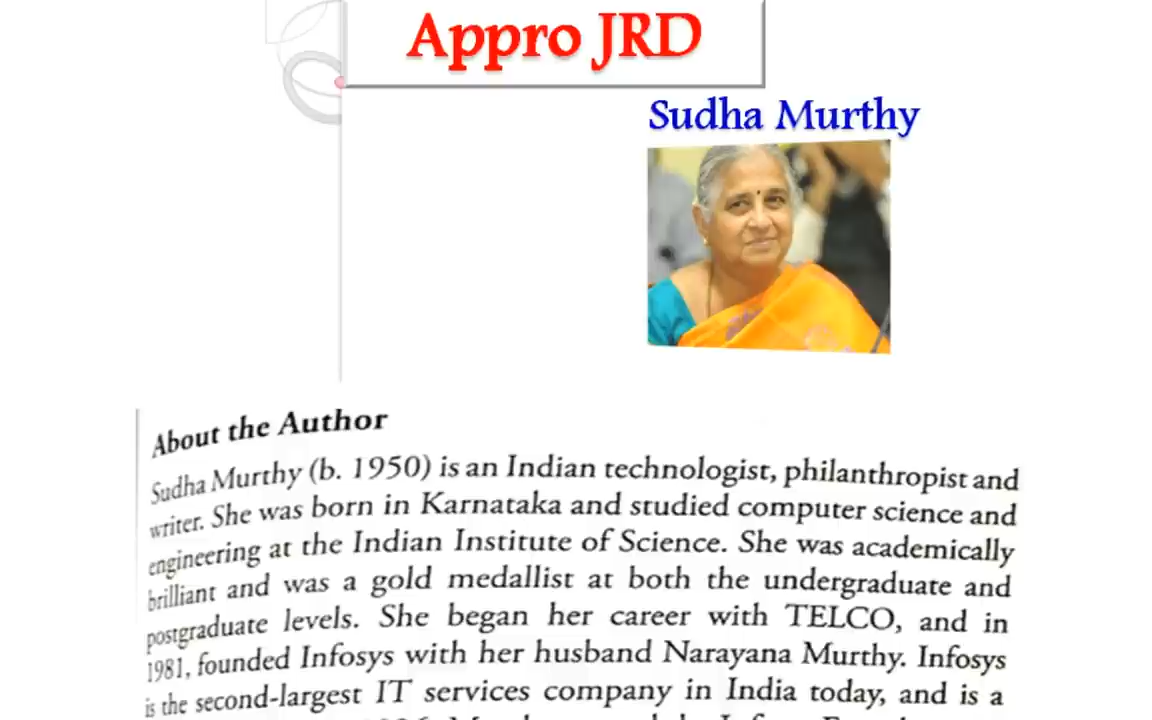 Appro JRD
Sudha Murthy
About the Author
Sudha Murthy (b. 1950) is an Indian technologist, philanthropist and
writer. She was born in Karnataka and studied computer science and
engineering at the Indian Institute of Science. She was academically
brilliant and was a gold medallist at both the undergraduate and
postgraduate levels. She began her career with TELCO, and in
1981, founded Infosys with her husband Narayana Murthy. Infosys
is the second-largest IT services company in India today, and is a